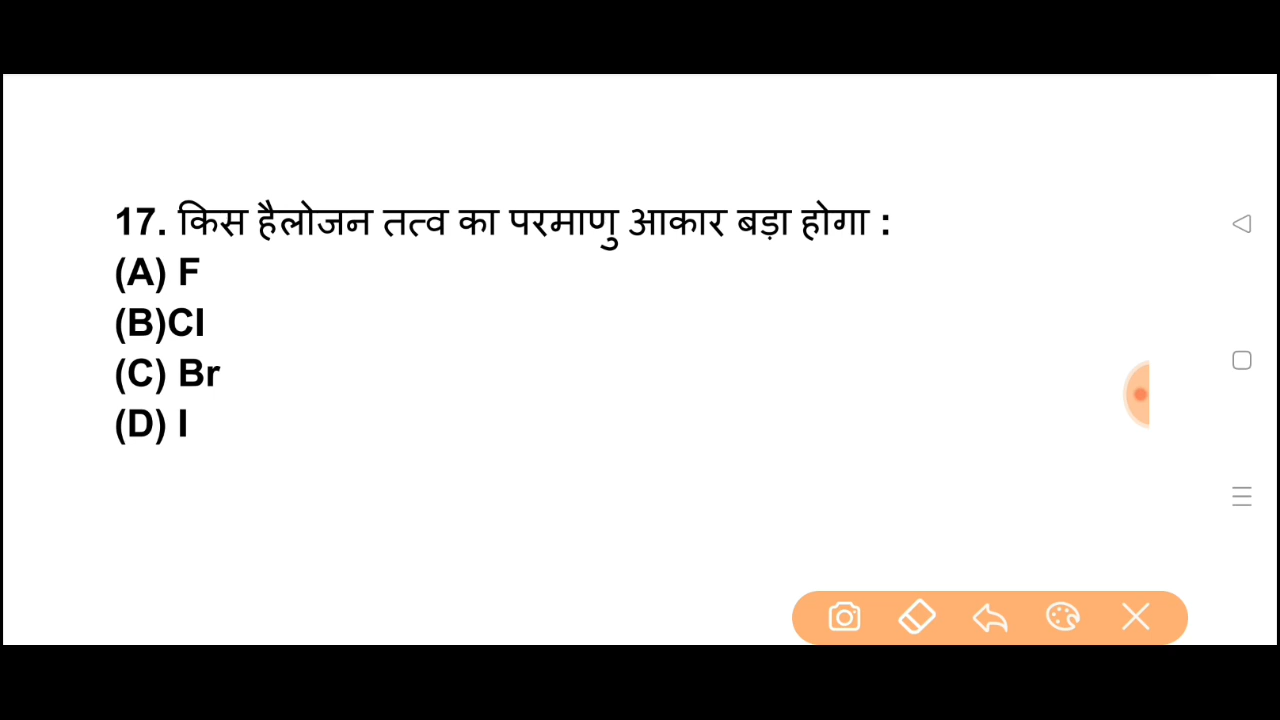 17. किस हैलोजन तत्व का परमाणु आकार बड़ा होगा :
(A) F
(B)Cl
(C) Br
(D) I